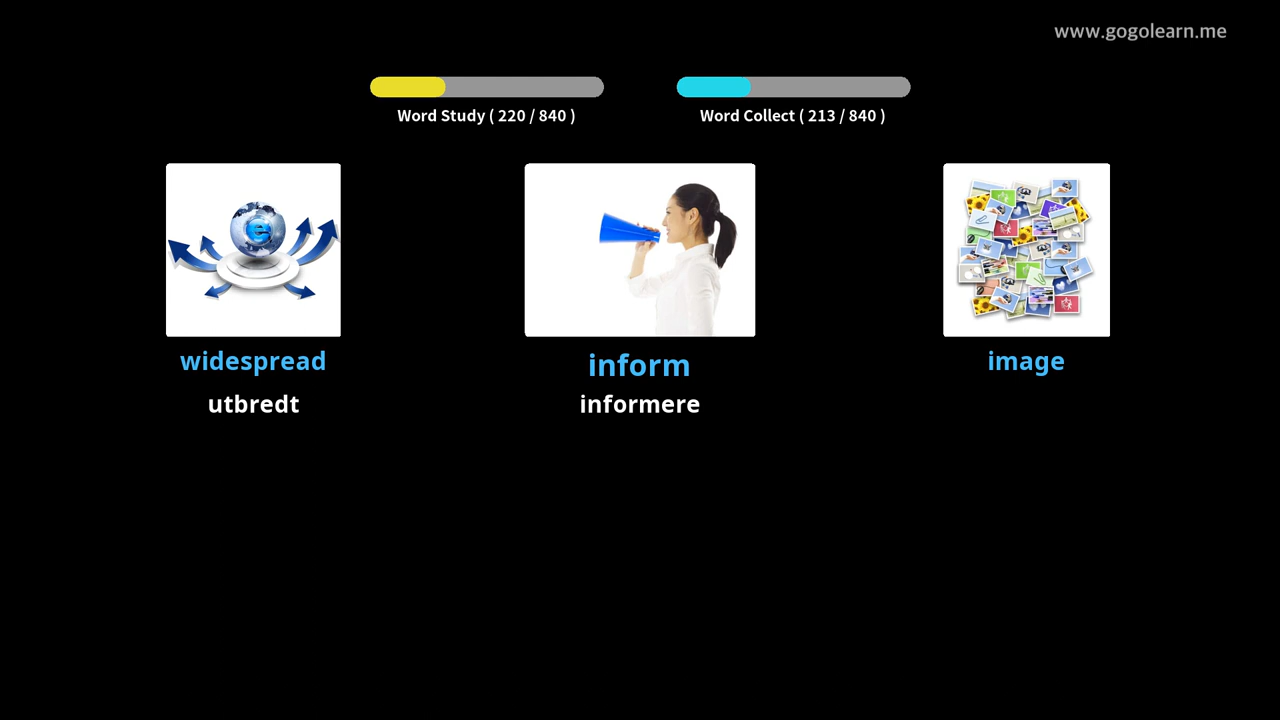 www.gogolearn.me
Word Study ( 220 / 840 )
Word Collect ( 213 / 840 )
e
widespread
inform
image
utbredt
informere